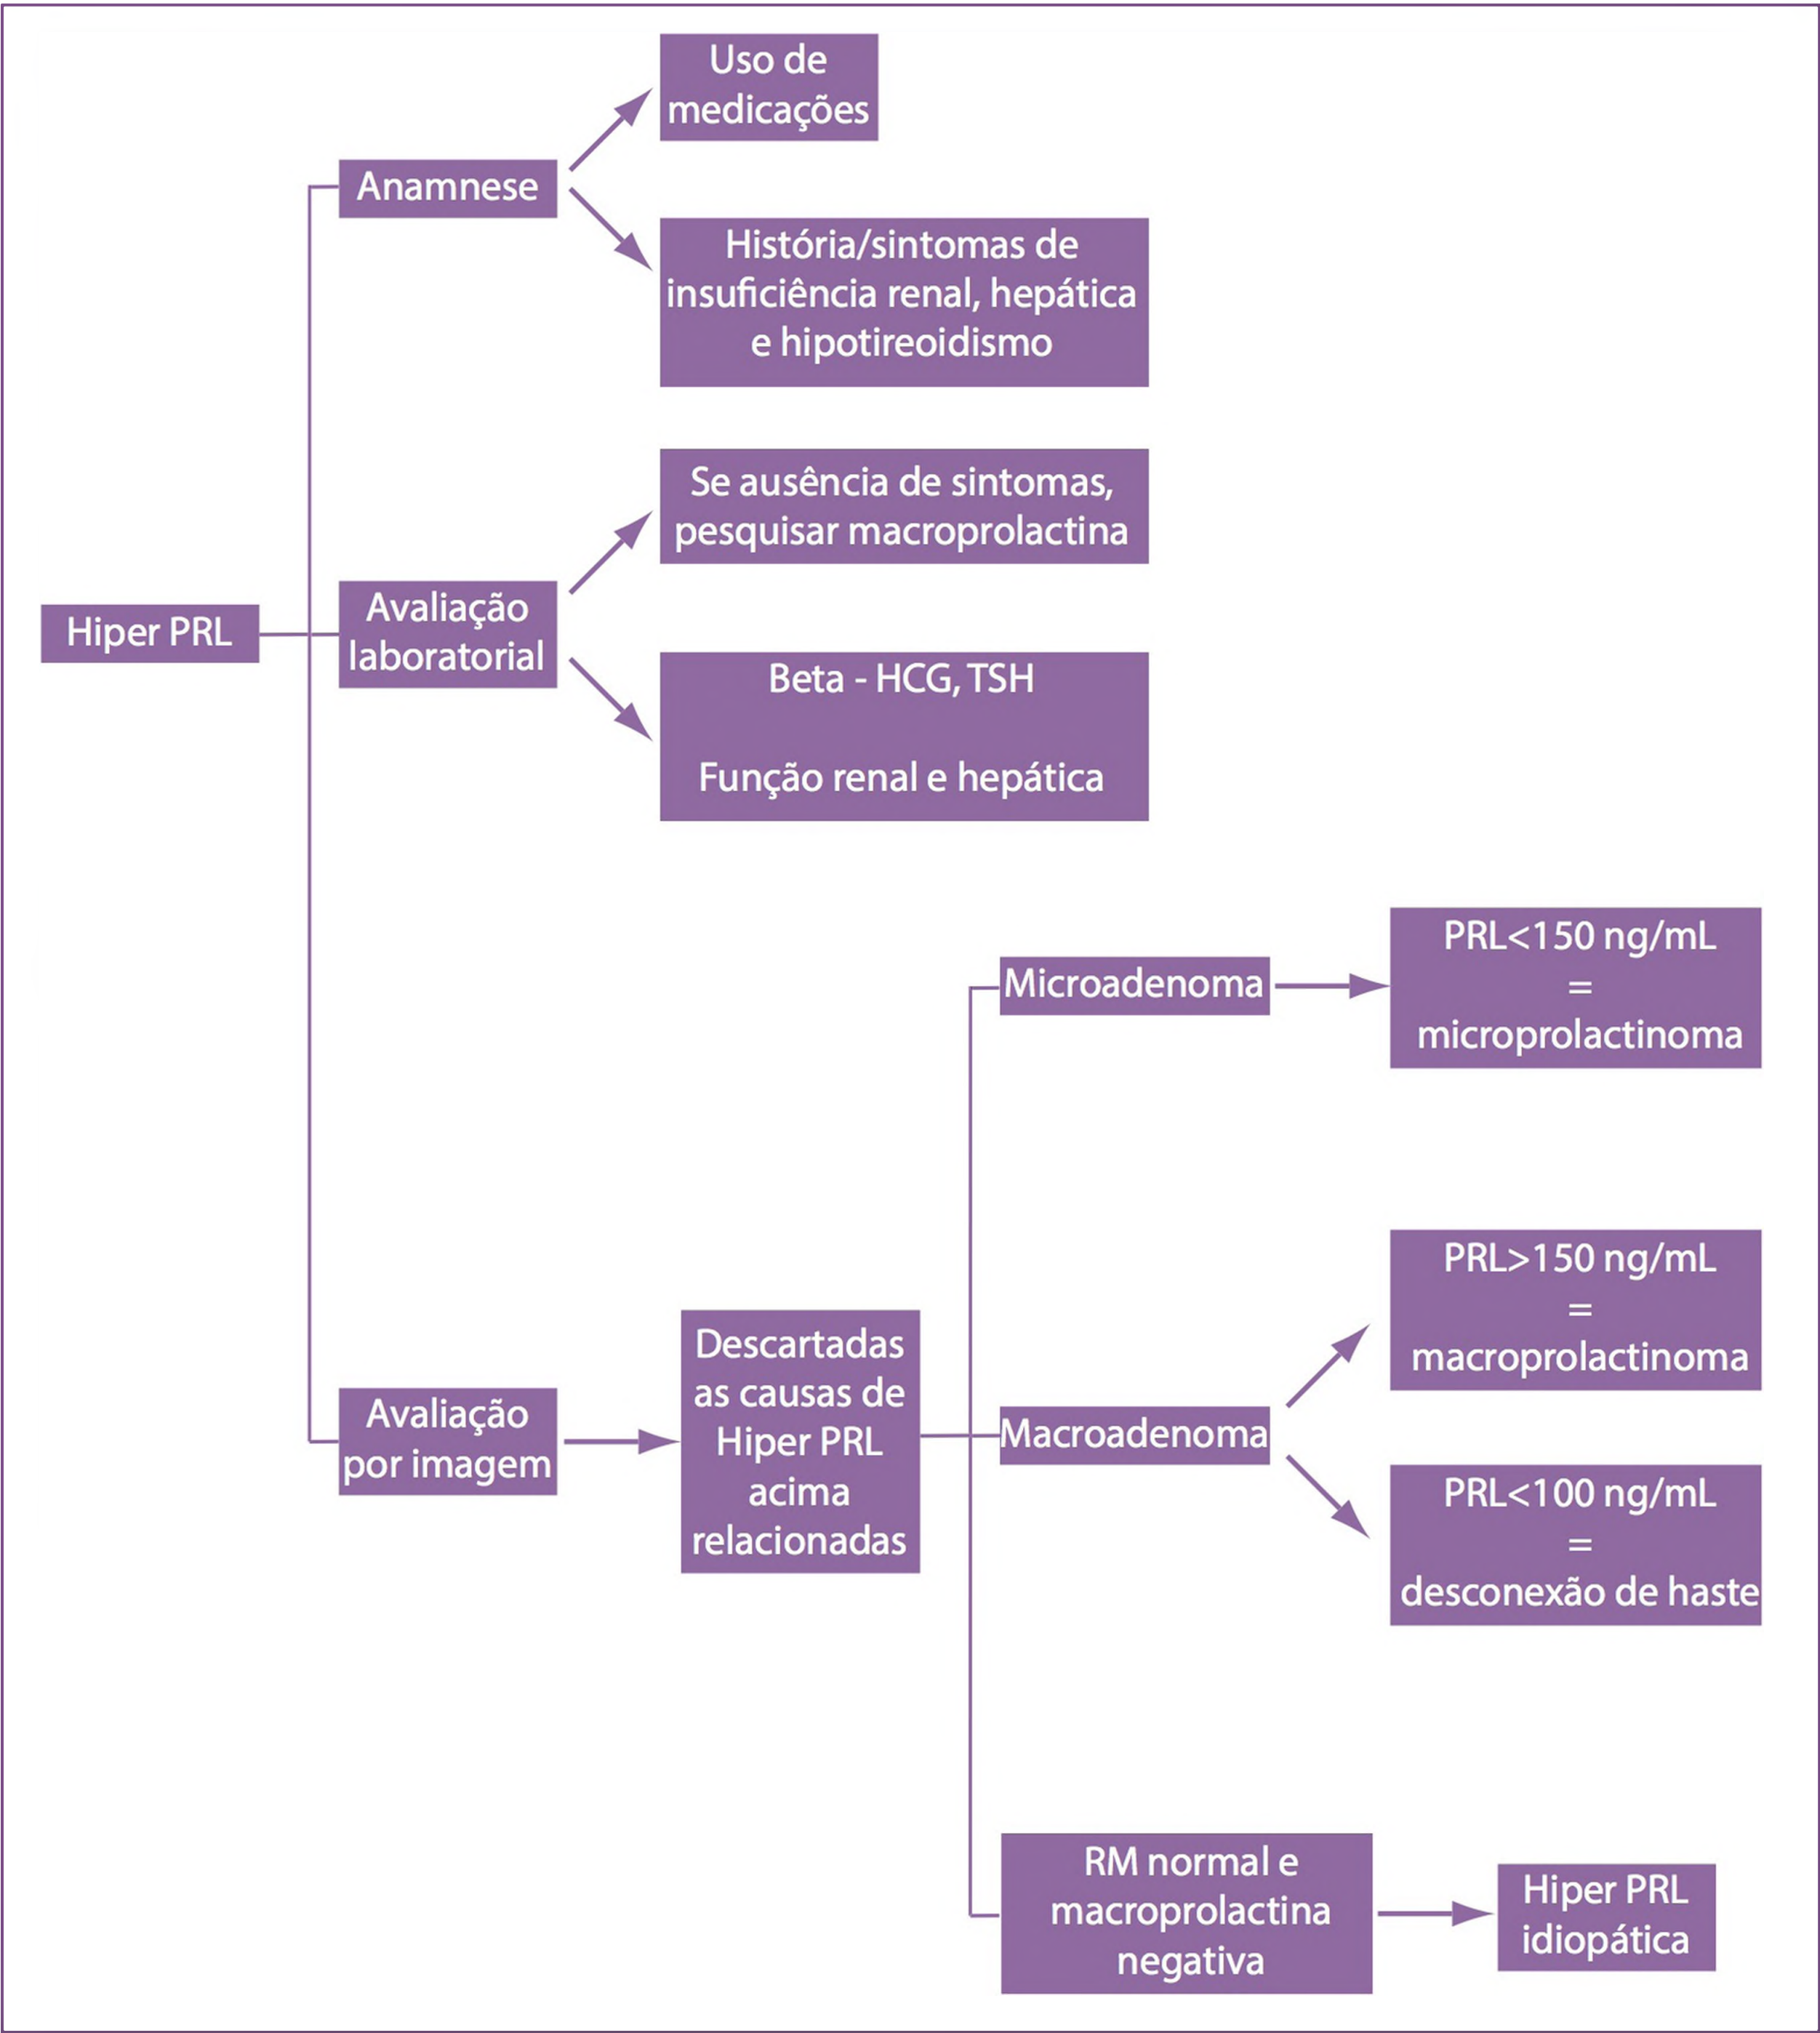 Uso de
medicações
Anamnese
História/sintomas de
insuficiência renal, hepática
e hipotireoidismo
Se ausência de sintomas,
pesquisar macroprolactina
Hiper PRL
Avaliação
laboratorial
Beta - HCG, TSH
Função renal e hepática
Microadenoma
PRL<150 ng/mL
=
microprolactinoma
PRL>150 ng/mL
=
macroprolactinoma
Avaliação
por imagem
Descartadas
as causas de
Hiper PRL
acima
relacionadas
Macroadenoma
PRL<100 ng/mL
=
desconexão de haste
RM normal e
macroprolactina
negativa
Hiper PRL
idiopática